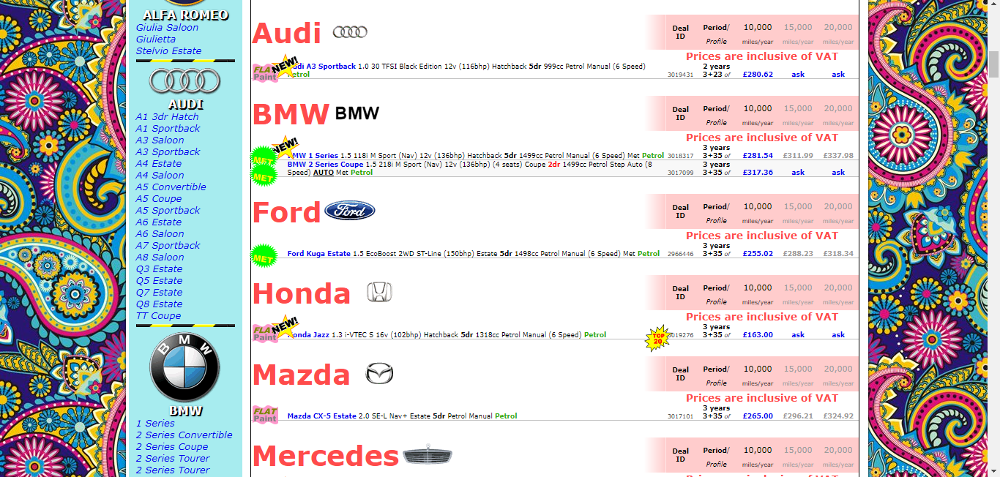 ALFA ROMEO
Giulia Saloon
Giulietta
Stelvio Estate
AUDI
A1 3dr Hatch
A1 Sportback
A3 Saloon
A3 Sportback
A4 Estate
A4 Saloon
A5 Convertible
A5 Coupe
A5 Sportback
A6 Estate
A6 Saloon
A7 Sportback
A8 Saloon
Q3 Estate
Q5 Estate
Q7 Estate
Q8 Estate
TT Coupe
BMW
BMW
1 Series
2 Series Convertible
2 Series Coupe
2 Series Tourer
2 Series Tourer
Audi Deal ID Period/ Profile 10,000 miles/year 15,000 miles/year 20,000 miles/year
Prices are inclusive of VAT
NEW!
FLA Paint udi A3 Sportback 1.0 30 TFSI Black Edition 12v (116bhp) Hatchback 5dr 999cc Petrol Manual (6 Speed)
Petrol 3019431 2 years 3+23 of £280.62 ask ask
BMW BMW Deal ID Period/ Profile 10,000 miles/year 15,000 miles/year 20,000 miles/year
Prices are inclusive of VAT
NEW!
MET MW 1 Series 1.5 118i M Sport (Nav) 12v (136bhp) Hatchback 5dr 1499cc Petrol Manual (6 Speed) Met Petrol 3018317 3 years 3+35 of £281.54 £311.99 £337.98
MET BMW 2 Series Coupe 1.5 218i M Sport (Nav) 12v (136bhp) (4 seats) Coupe 2dr 1499cc Petrol Step Auto (8
Speed) AUTO Met Petrol 3017099 3 years 3+35 of £317.36 ask ask
Ford Ford Deal ID Period/ Profile 10,000 miles/year 15,000 miles/year 20,000 miles/year
Prices are inclusive of VAT
MET Ford Kuga Estate 1.5 EcoBoost 2WD ST-Line (150bhp) Estate 5dr 1498cc Petrol Manual (6 Speed) Met Petrol 2966446 3 years 3+35 of £255.02 £288.23 £318.34
Honda Deal ID Period/ Profile 10,000 miles/year 15,000 miles/year 20,000 miles/year
Prices are inclusive of VAT
NEW!
FLA Paint onda Jazz 1.3 i-VTEC S 16v (102bhp) Hatchback 5dr 1318cc Petrol Manual (6 Speed) Petrol TOP 20 3019276 3 years 3+35 of £163.00 ask ask
Mazda Deal ID Period/ Profile 10,000 miles/year 15,000 miles/year 20,000 miles/year
Prices are inclusive of VAT
FLAT Paint Mazda CX-5 Estate 2.0 SE-L Nav+ Estate 5dr Petrol Manual Petrol 3017101 3 years 3+35 of £265.00 £296.21 £324.92
Mercedes Deal ID Period/ Profile 10,000 miles/year 15,000 miles/year 20,000 miles/year